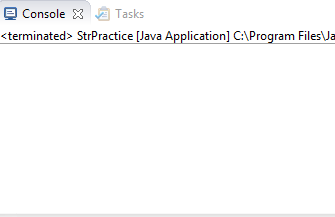 Console Tasks
<terminated> StrPractice [Java Application] C:\Program Files\Ja